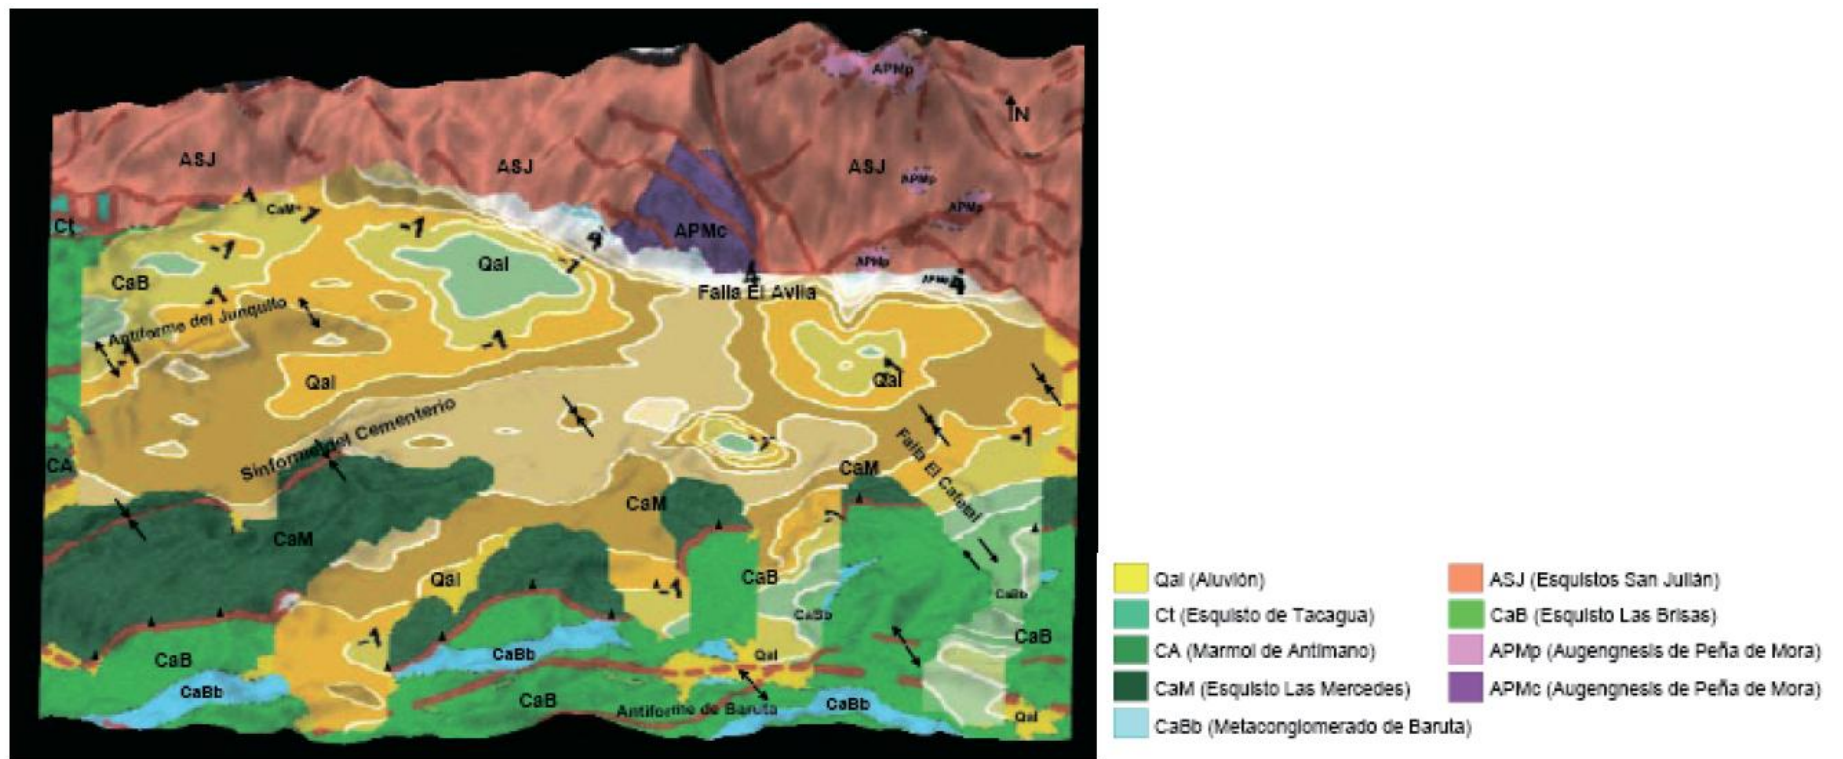 APMp
N
ASJ
ASJ
ASJ
APMp
CaM
-1
APMp
Ct
-1
APMc
-1
Qal
-1
APMp
CaB
Falla El Avila
-1
Antiforme del Junquito
-1
-1
Qal
Qal
Sinforme del Cementerio
Falla El Cafetal
-1
CA
CaM
CaM
CaM
Qal
-1
CaB
CaBb
CaBb
-1
CaB
CaB
CaBb
Qal
CaBb
CaB
Antiforme de Baruta
CaBb
Qal
Qal (Aluvión)
Ct (Esquisto de Tacagua)
CA (Marmol de Antimano)
CaM (Esquisto Las Mercedes)
CaBb (Metaconglomerado de Baruta)
ASJ (Esquistos San Julián)
CaB (Esquisto Las Brisas)
APMp (Augengnesis de Peña de Mora)
APMc (Augengnesis de Peña de Mora)